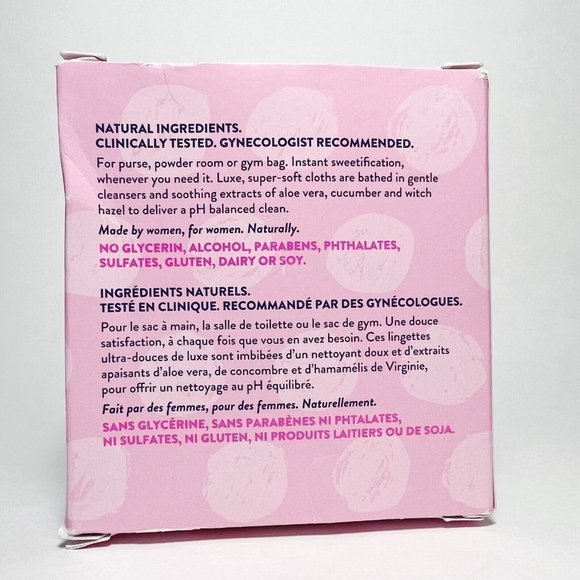 NATURAL INGREDIENTS.
CLINICALLY TESTED. GYNECOLOGIST RECOMMENDED.
For purse, powder room or gym bag. Instant sweetification,
whenever you need it. Luxe, super-soft cloths are bathed in gentle
cleansers and soothing extracts of aloe vera, cucumber and witch
hazel to deliver a pH balanced clean.
Made by women, for women. Naturally.
NO GLYCERIN, ALCOHOL, PARABENS, PHTHALATES,
SULFATES, GLUTEN, DAIRY OR SOY.
INGRÉDIENTS NATURELS.
TESTÉ EN CLINIQUE. RECOMMANDÉ PAR DES GYNÉCOLOGUES.
Pour le sac à main, la salle de toilette ou le sac de gym. Une douce
satisfaction, à chaque fois que vous en avez besoin. Ces lingettes
ultra-douces de luxe sont imbibées d'un nettoyant doux et d'extraits
apaisants d'aloe vera, de concombre et d'hamamélis de Virginie,
pour offrir un nettoyage au pH équilibré.
Fait par des femmes, pour des femmes. Naturellement.
SANS GLYCÉRINE, SANS PARABÈNES NI PHTALATES,
NI SULFATES, NI GLUTEN, NI PRODUITS LAITIERS OU DE SOJA.